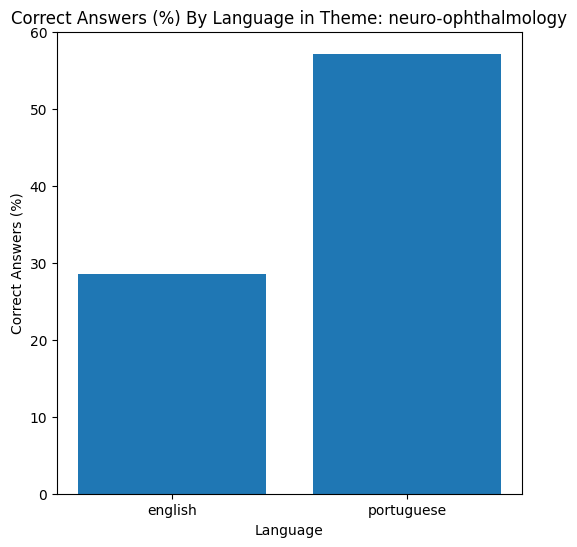 Correct Answers (%) By Language in Theme: neuro-ophthalmology
60
50
40
30
20
10
0
Correct Answers (%)
english
portuguese
Language